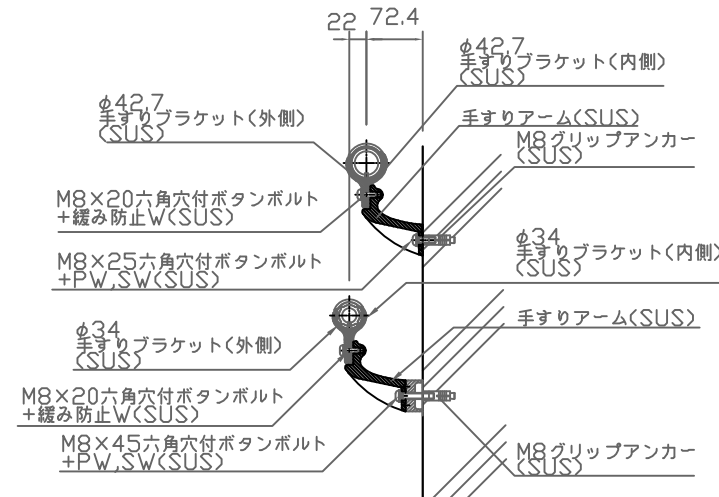 22
72.4
φ42.7
手すりブラケット(内側)
(SUS)
φ42.7
手すりブラケット(外側)
(SUS)
手すりアーム(SUS)
M8グリップアンカー
(SUS)
M8×20六角穴付ボタンボルト
+緩み防止W(SUS)
M8×25六角穴付ボタンボルト
+PW,SW(SUS)
φ34
手すりブラケット(内側)
(SUS)
手すりアーム(SUS)
φ34
手すりブラケット(外側)
(SUS)
M8×20六角穴付ボタンボルト
+緩み防止W(SUS)
M8×45六角穴付ボタンボルト
+PW,SW(SUS)
M8グリップアンカー
(SUS)